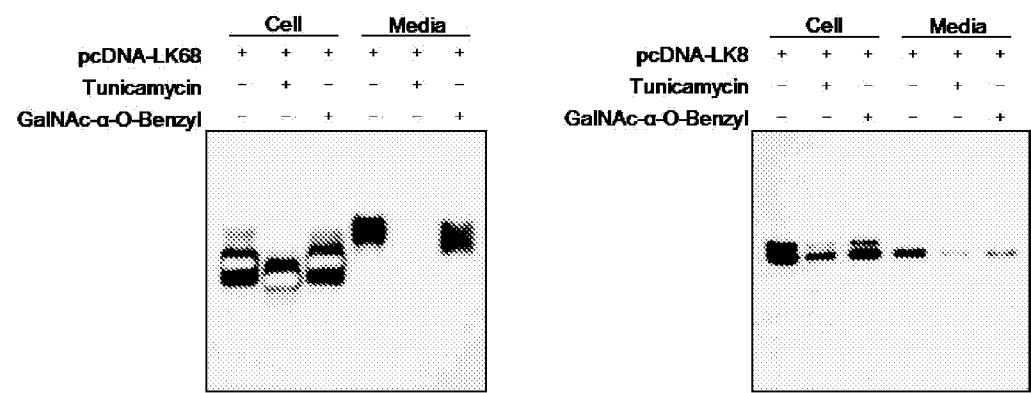 Cell Media
pcDNA-LK68 + + + + + +
Tunicamycin - + - - + -
GalNAc-α-O-Benzyl - - + - - +
Cell Media
pcDNA-LK8 + + + + + +
Tunicamycin - + - - + -
GalNAc-α-O-Benzyl - - + - - +